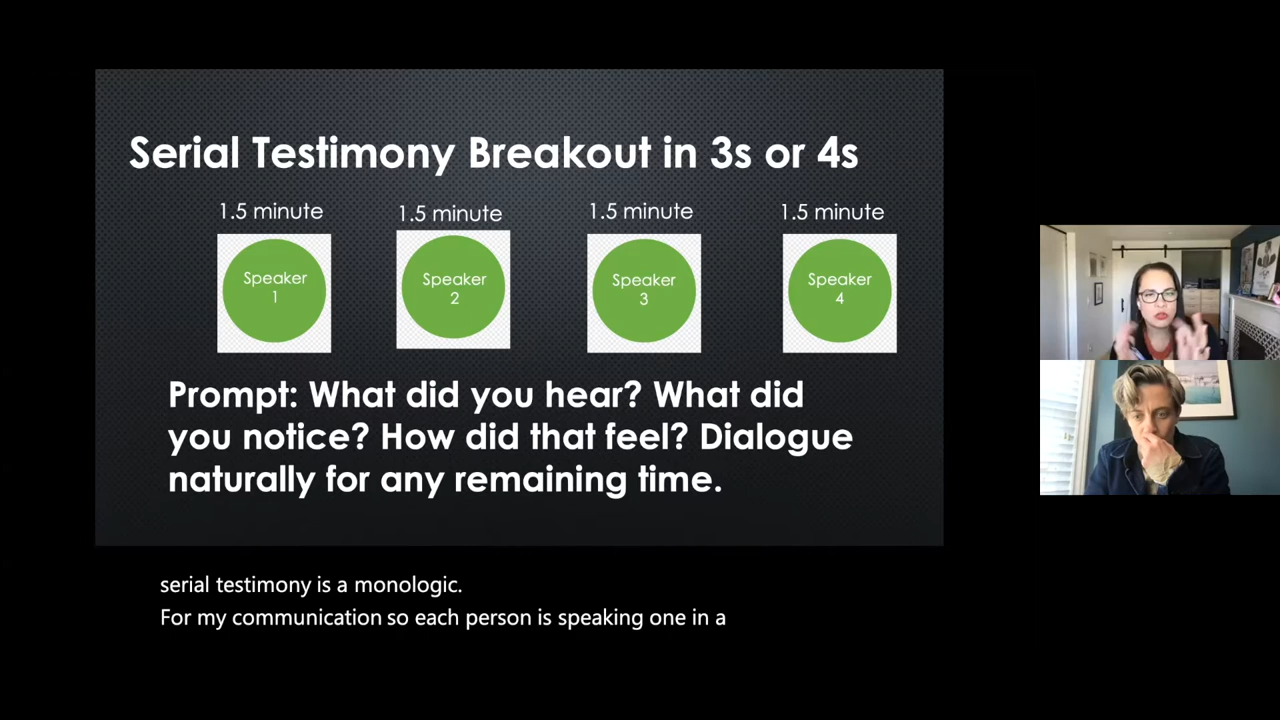 Serial Testimony Breakout in 3s or 4s
1.5 minute
1.5 minute
1.5 minute
1.5 minute
Speaker
1
Speaker
2
Speaker
3
Speaker
4
Prompt: What did you hear? What did
you notice? How did that feel? Dialogue
naturally for any remaining time.
serial testimony is a monologic.
For my communication so each person is speaking one in a